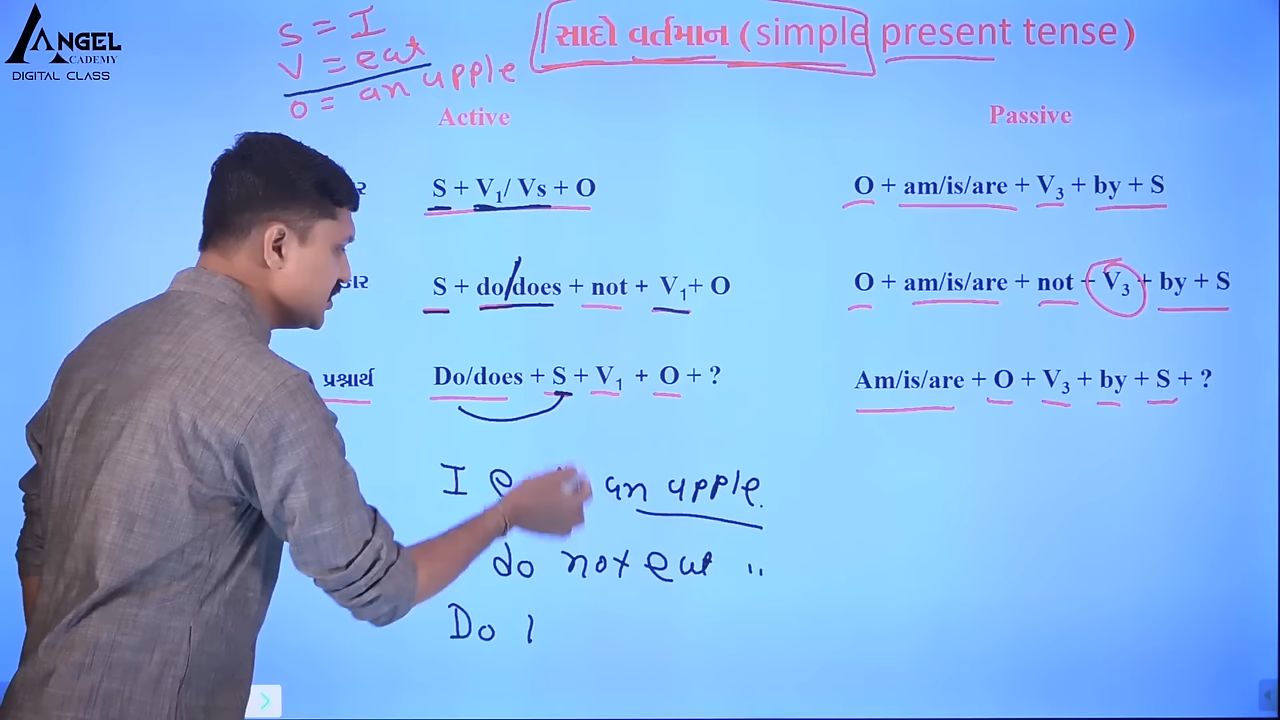 ANGEL
ACADEMY
DIGITAL CLASS
S = I
V = eat
O = an apple
સાદો વર્તમાન (simple present tense)
Active
Passive
S + V1/ Vs + O
O + am/is/are + V3 + by + S
S + do/does + not + V1+ O
O + am/is/are + not + V3 + by + S
પ્રશ્નાર્થ
Do/does + S + V1 + O + ?
Am/is/are + O + V3 + by + S + ?
I an apple.
do not eat "
Do I